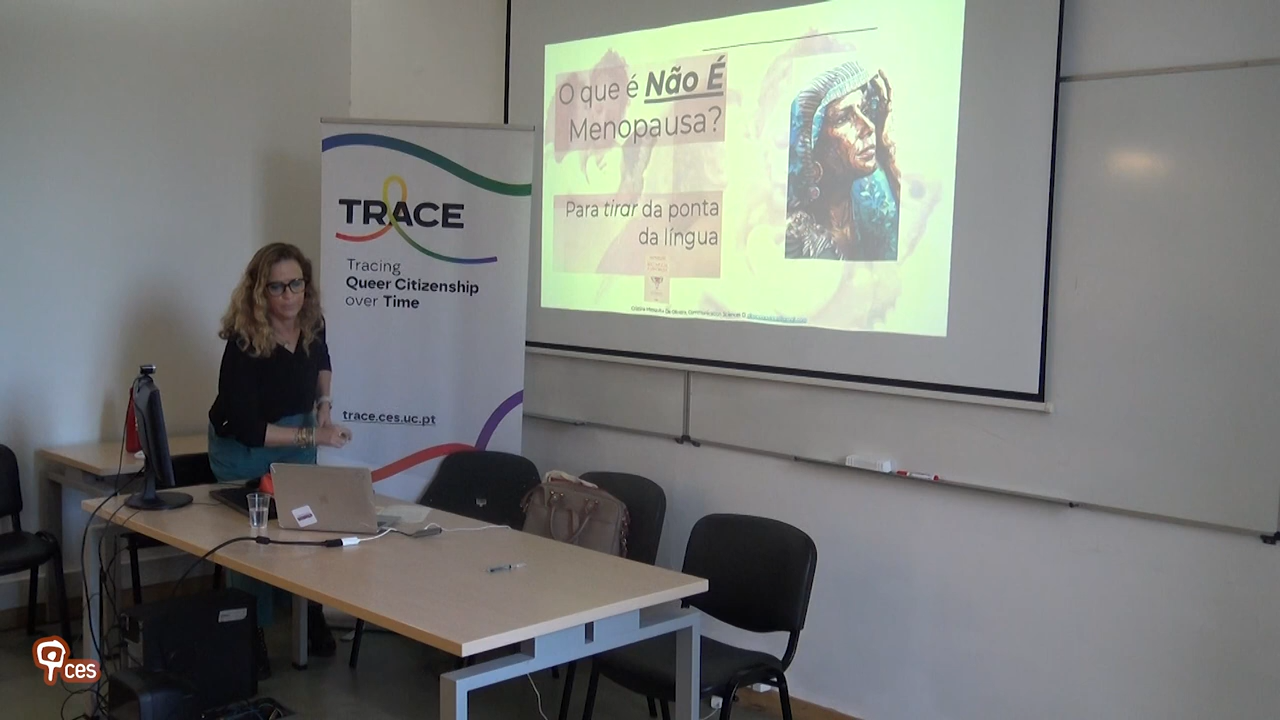 O que é Não É
Menopausa?
Para tirar da ponta
da língua
TRACE
Tracing
Queer Citizenship
over Time
trace.ces.uc.pt
ces